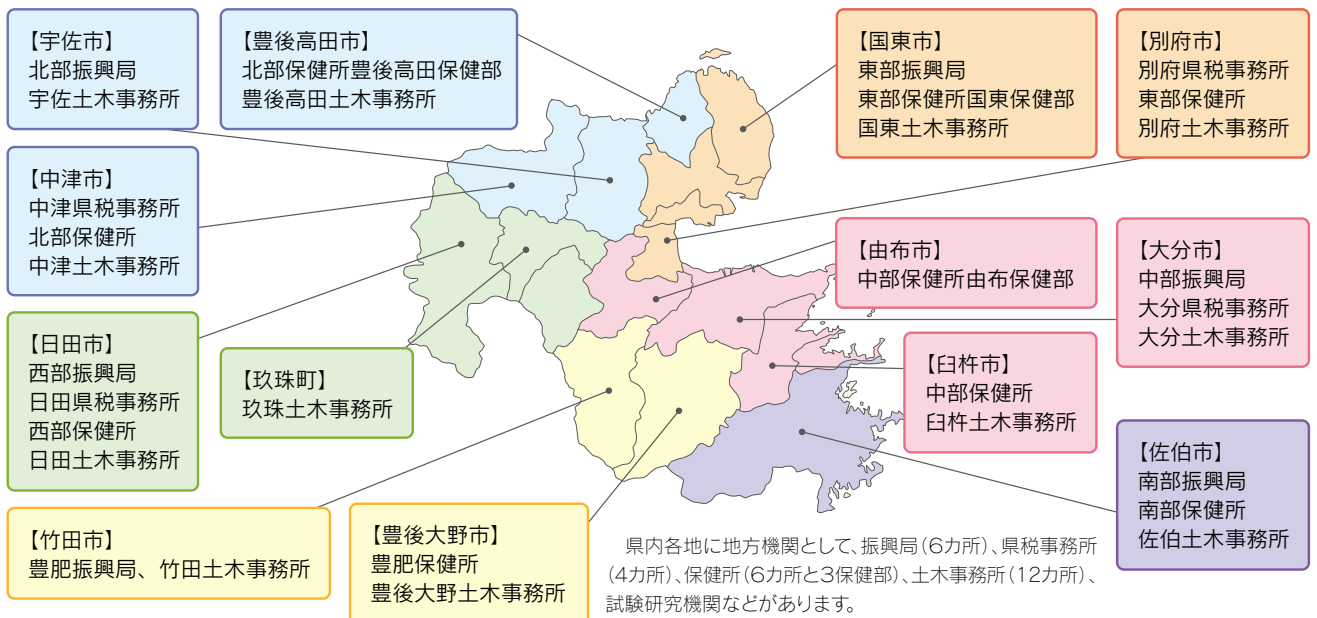 【宇佐市】
北部振興局
宇佐土木事務所
【豊後高田市】
北部保健所豊後高田保健部
豊後高田土木事務所
【国東市】
東部振興局
東部保健所国東保健部
国東土木事務所
【別府市】
別府県税事務所
東部保健所
別府土木事務所
【中津市】
中津県税事務所
北部保健所
中津土木事務所
【由布市】
中部保健所由布保健部
【大分市】
中部振興局
大分県税事務所
大分土木事務所
【日田市】
西部振興局
日田県税事務所
西部保健所
日田土木事務所
【玖珠町】
玖珠土木事務所
【臼杵市】
中部保健所
臼杵土木事務所
【佐伯市】
南部振興局
南部保健所
佐伯土木事務所
【竹田市】
豊肥振興局、竹田土木事務所
【豊後大野市】
豊肥保健所
豊後大野土木事務所
県内各地に地方機関として、振興局(6カ所)、県税事務所
(4カ所)、保健所(6カ所と3保健部)、土木事務所(12カ所)、
試験研究機関などがあります。